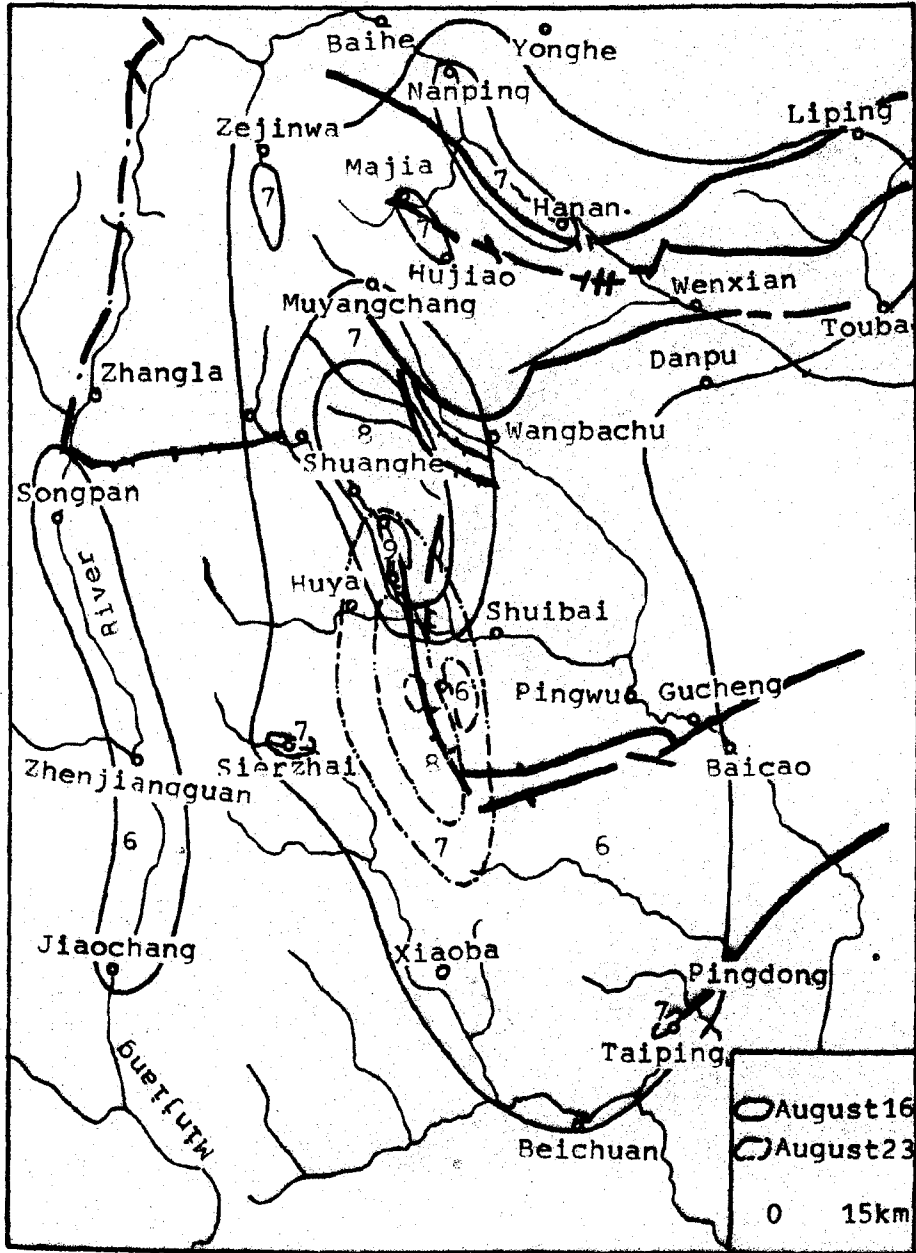 Baihe
Yonghe
Nanping
Liping
Zejinwa
Majia
7
7
Hanan
7
Hujiao
Wenxian
Muyangchang
Touba
7
Danpu
Zhangla
8
Wangbachu
Shuanghe
Songpan
9
River
Huya
Shuibai
6
Pingwu
Gucheng
7
Sierzhai
8
Baicao
Zhenjiangguan
6
7
6
Jiaochang
Xiaoba
Pingdong
7
Taiping
Minjiang
August16
August23
Beichuan
0 15km